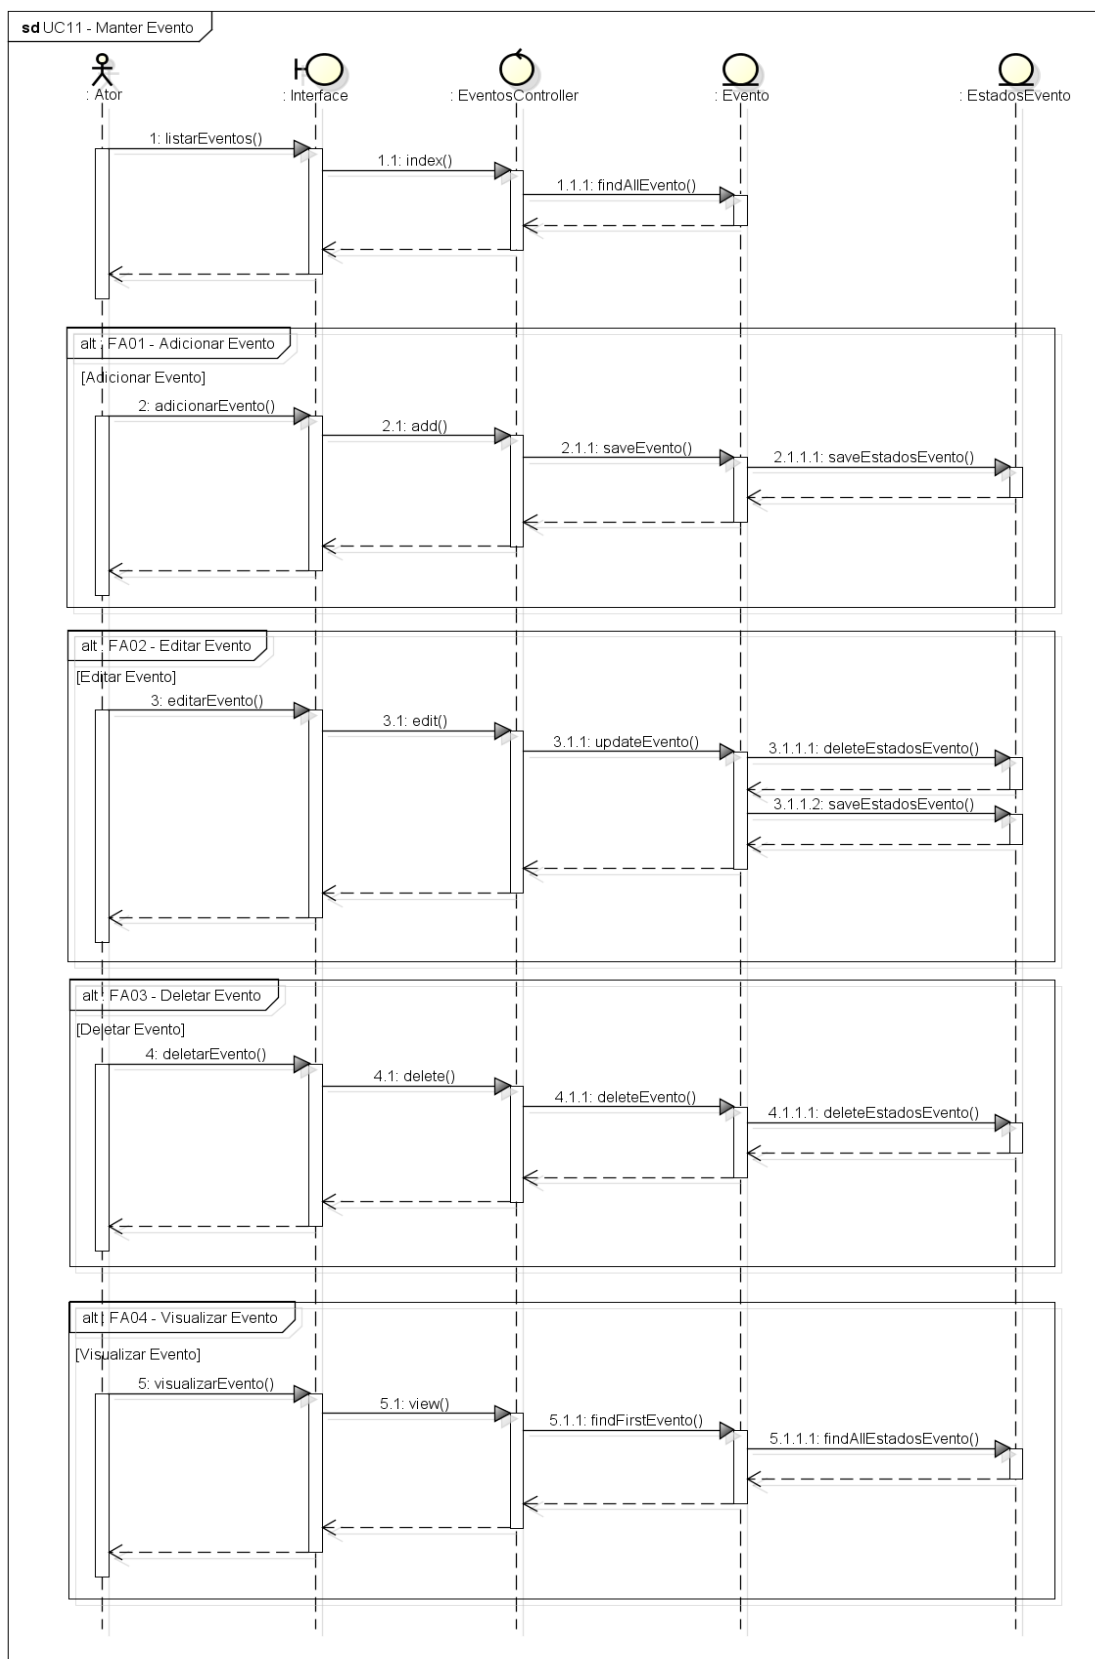 sd UC11 - Manter Evento
: Ator
: Interface
: EventosController
: Evento
: EstadosEvento
1: listarEventos()
1.1: index()
1.1.1: findAllEvento()
alt : FA01 - Adicionar Evento
[Adicionar Evento]
2: adicionarEvento()
2.1: add()
2.1.1: saveEvento()
2.1.1.1: saveEstadosEvento()
alt : FA02 - Editar Evento
[Editar Evento]
3: editarEvento()
3.1: edit()
3.1.1: updateEvento()
3.1.1.1: deleteEstadosEvento()
3.1.1.2: saveEstadosEvento()
alt : FA03 - Deletar Evento
[Deletar Evento]
4: deletarEvento()
4.1: delete()
4.1.1: deleteEvento()
4.1.1.1: deleteEstadosEvento()
alt : FA04 - Visualizar Evento
[Visualizar Evento]
5: visualizarEvento()
5.1: view()
5.1.1: findFirstEvento()
5.1.1.1: findAllEstadosEvento()